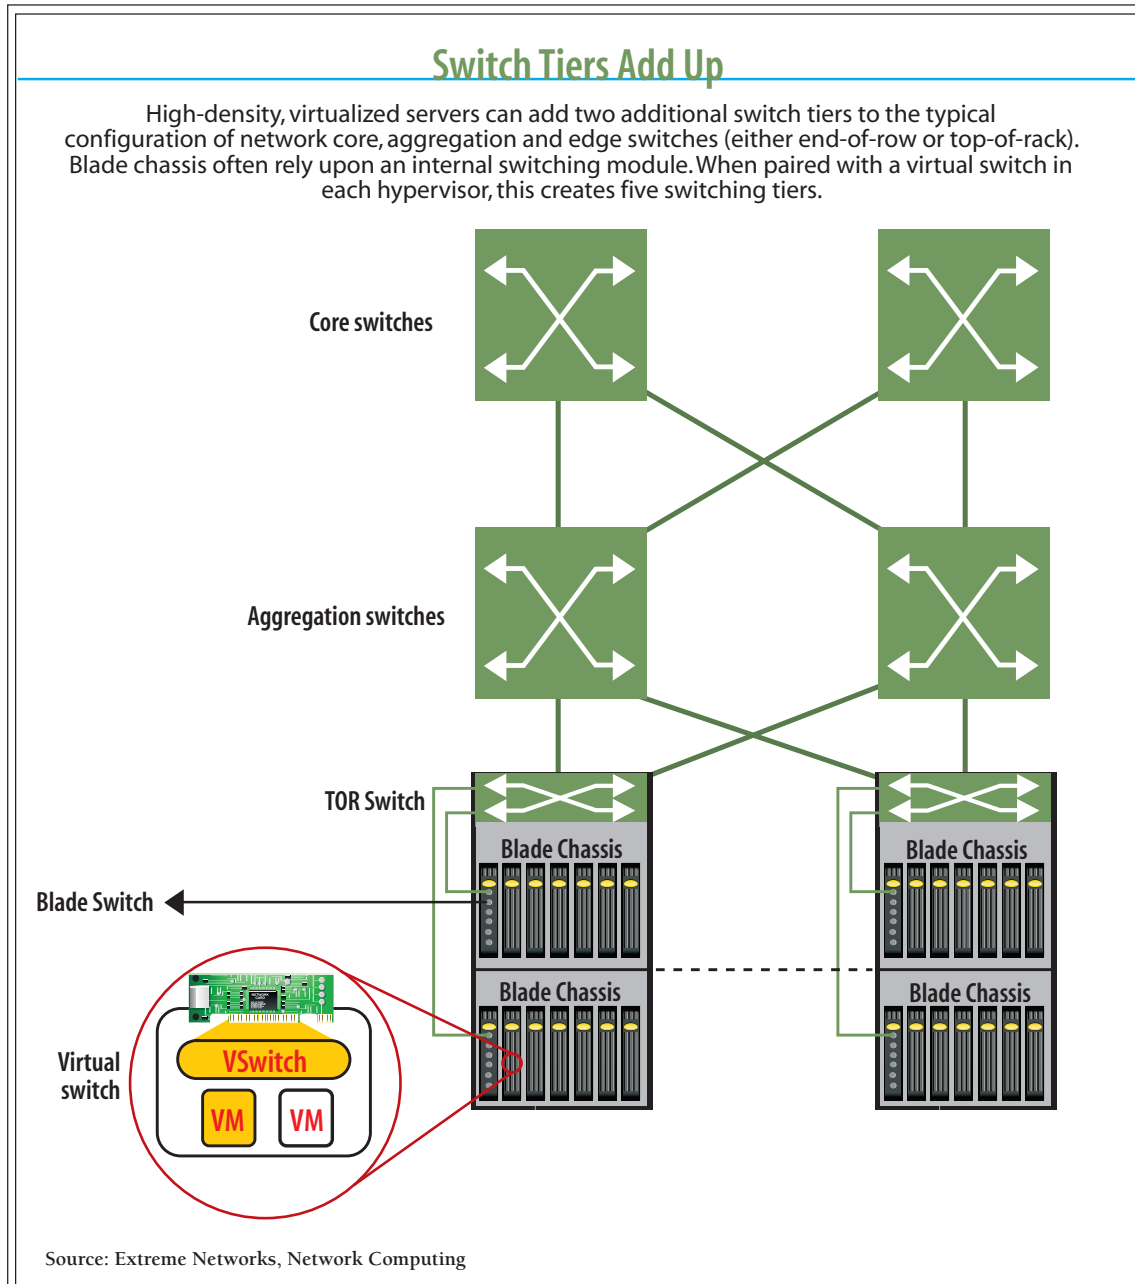 Switch Tiers Add Up
High-density, virtualized servers can add two additional switch tiers to the typical
configuration of network core, aggregation and edge switches (either end-of-row or top-of-rack).
Blade chassis often rely upon an internal switching module. When paired with a virtual switch in
each hypervisor, this creates five switching tiers.
Core switches
Aggregation switches
TOR Switch
Blade Chassis
Blade Chassis
Blade Switch
Blade Chassis
Blade Chassis
NETWORK
CARD
Virtual
switch
VSwitch
VM
VM
Source: Extreme Networks, Network Computing